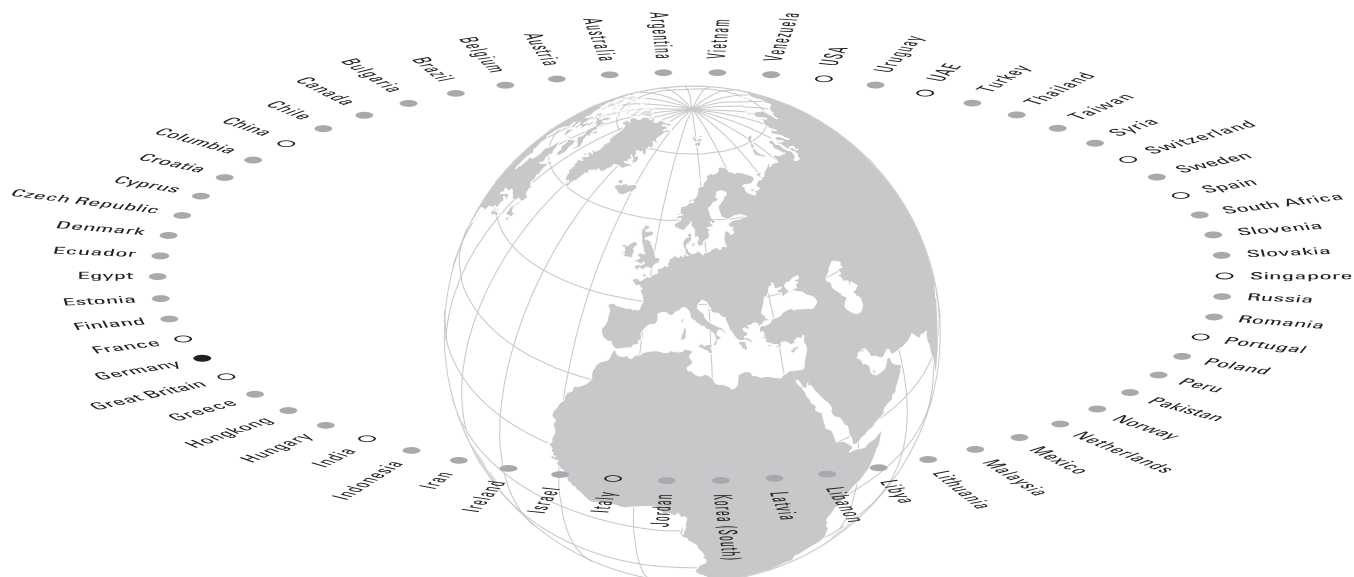 Argentina
Australia
Austria
Belgium
Brazil
Bulgaria
Canada
Chile
China
Columbia
Croatia
Cyprus
Czech Republic
Denmark
Ecuador
Egypt
Estonia
Finland
France
Germany
Great Britain
Greece
Hongkong
Hungary
India
Indonesia
Iran
Ireland
Israel
Italy
Jordan
Korea (South)
Latvia
Libanon
Libya
Lithuania
Malaysia
Mexico
Netherlands
Norway
Pakistan
Peru
Poland
Portugal
Romania
Russia
Singapore
Slovakia
Slovenia
South Africa
Spain
Sweden
Switzerland
Syria
Taiwan
Thailand
Turkey
UAE
Uruguay
USA
Venezuela
Vietnam